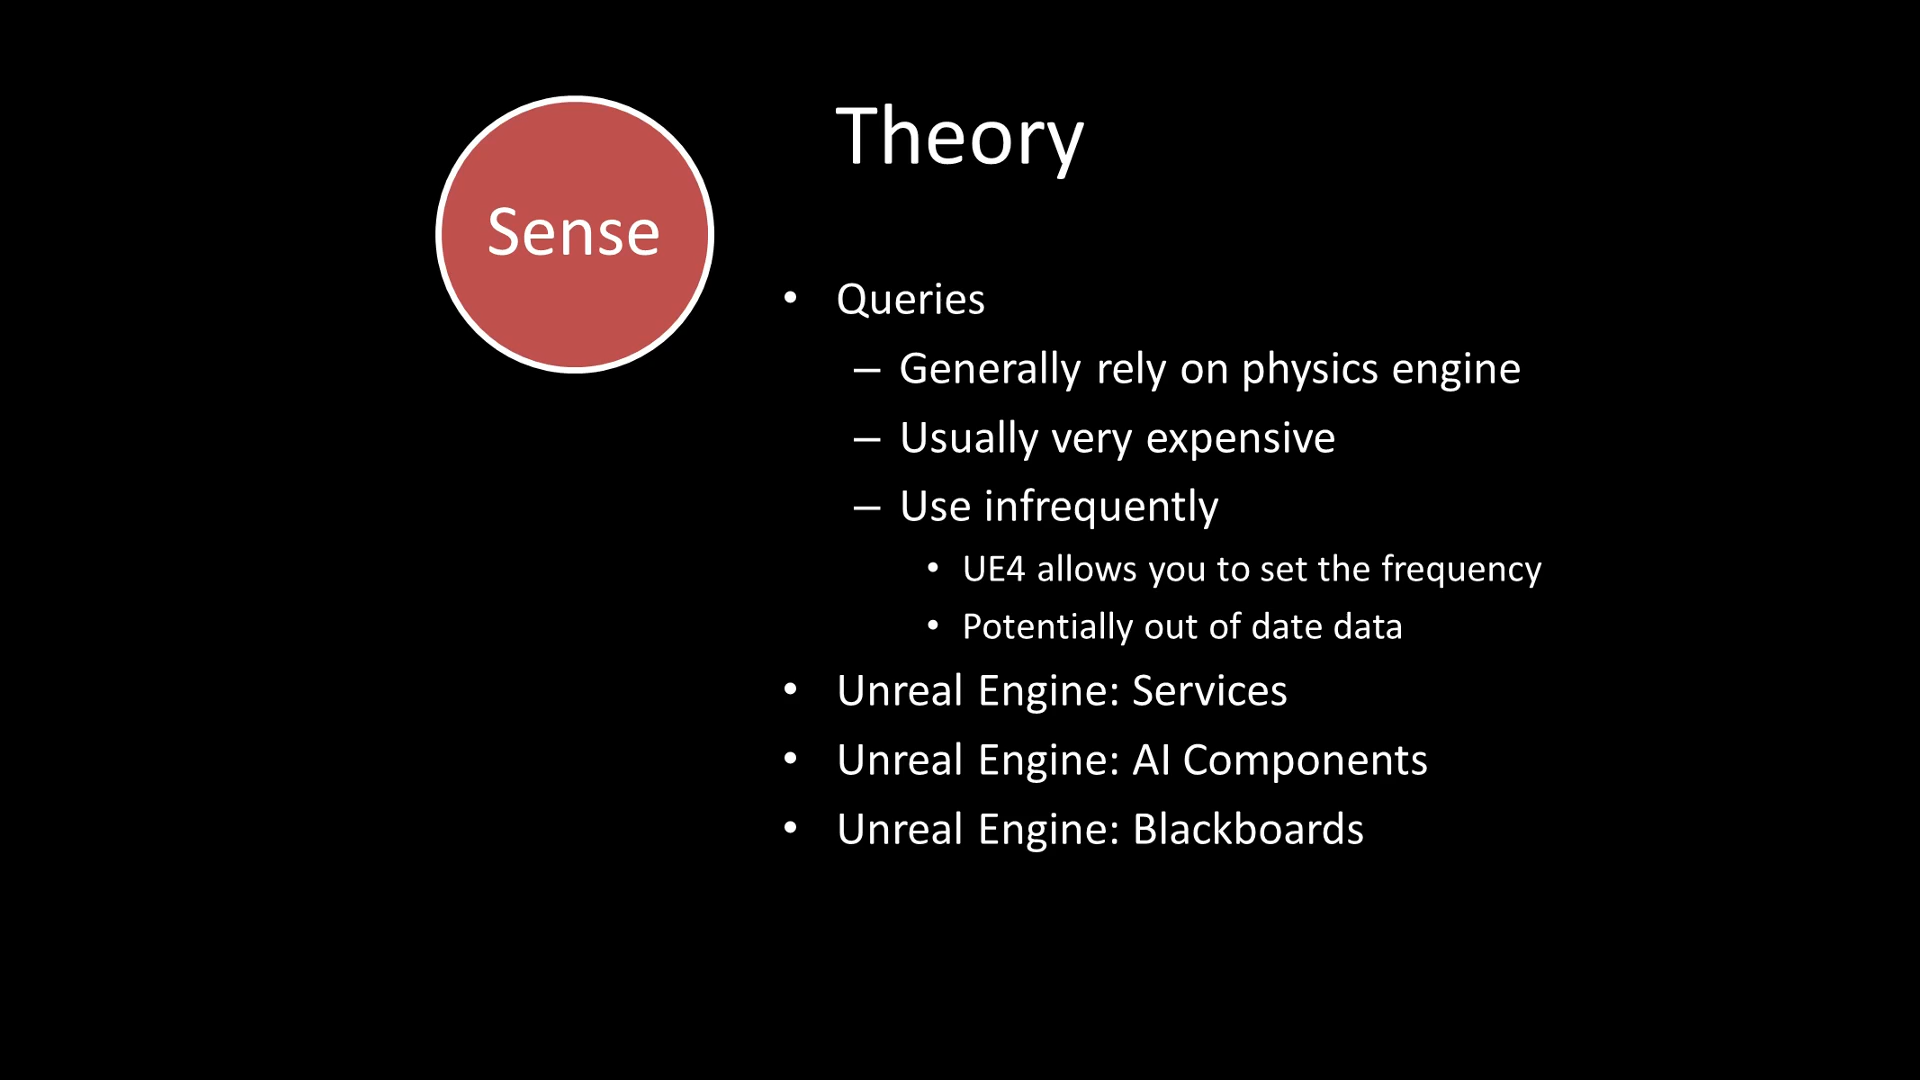 Theory
Sense
• Queries
– Generally rely on physics engine
– Usually very expensive
– Use infrequently
• UE4 allows you to set the frequency
• Potentially out of date data
• Unreal Engine: Services
• Unreal Engine: AI Components
• Unreal Engine: Blackboards